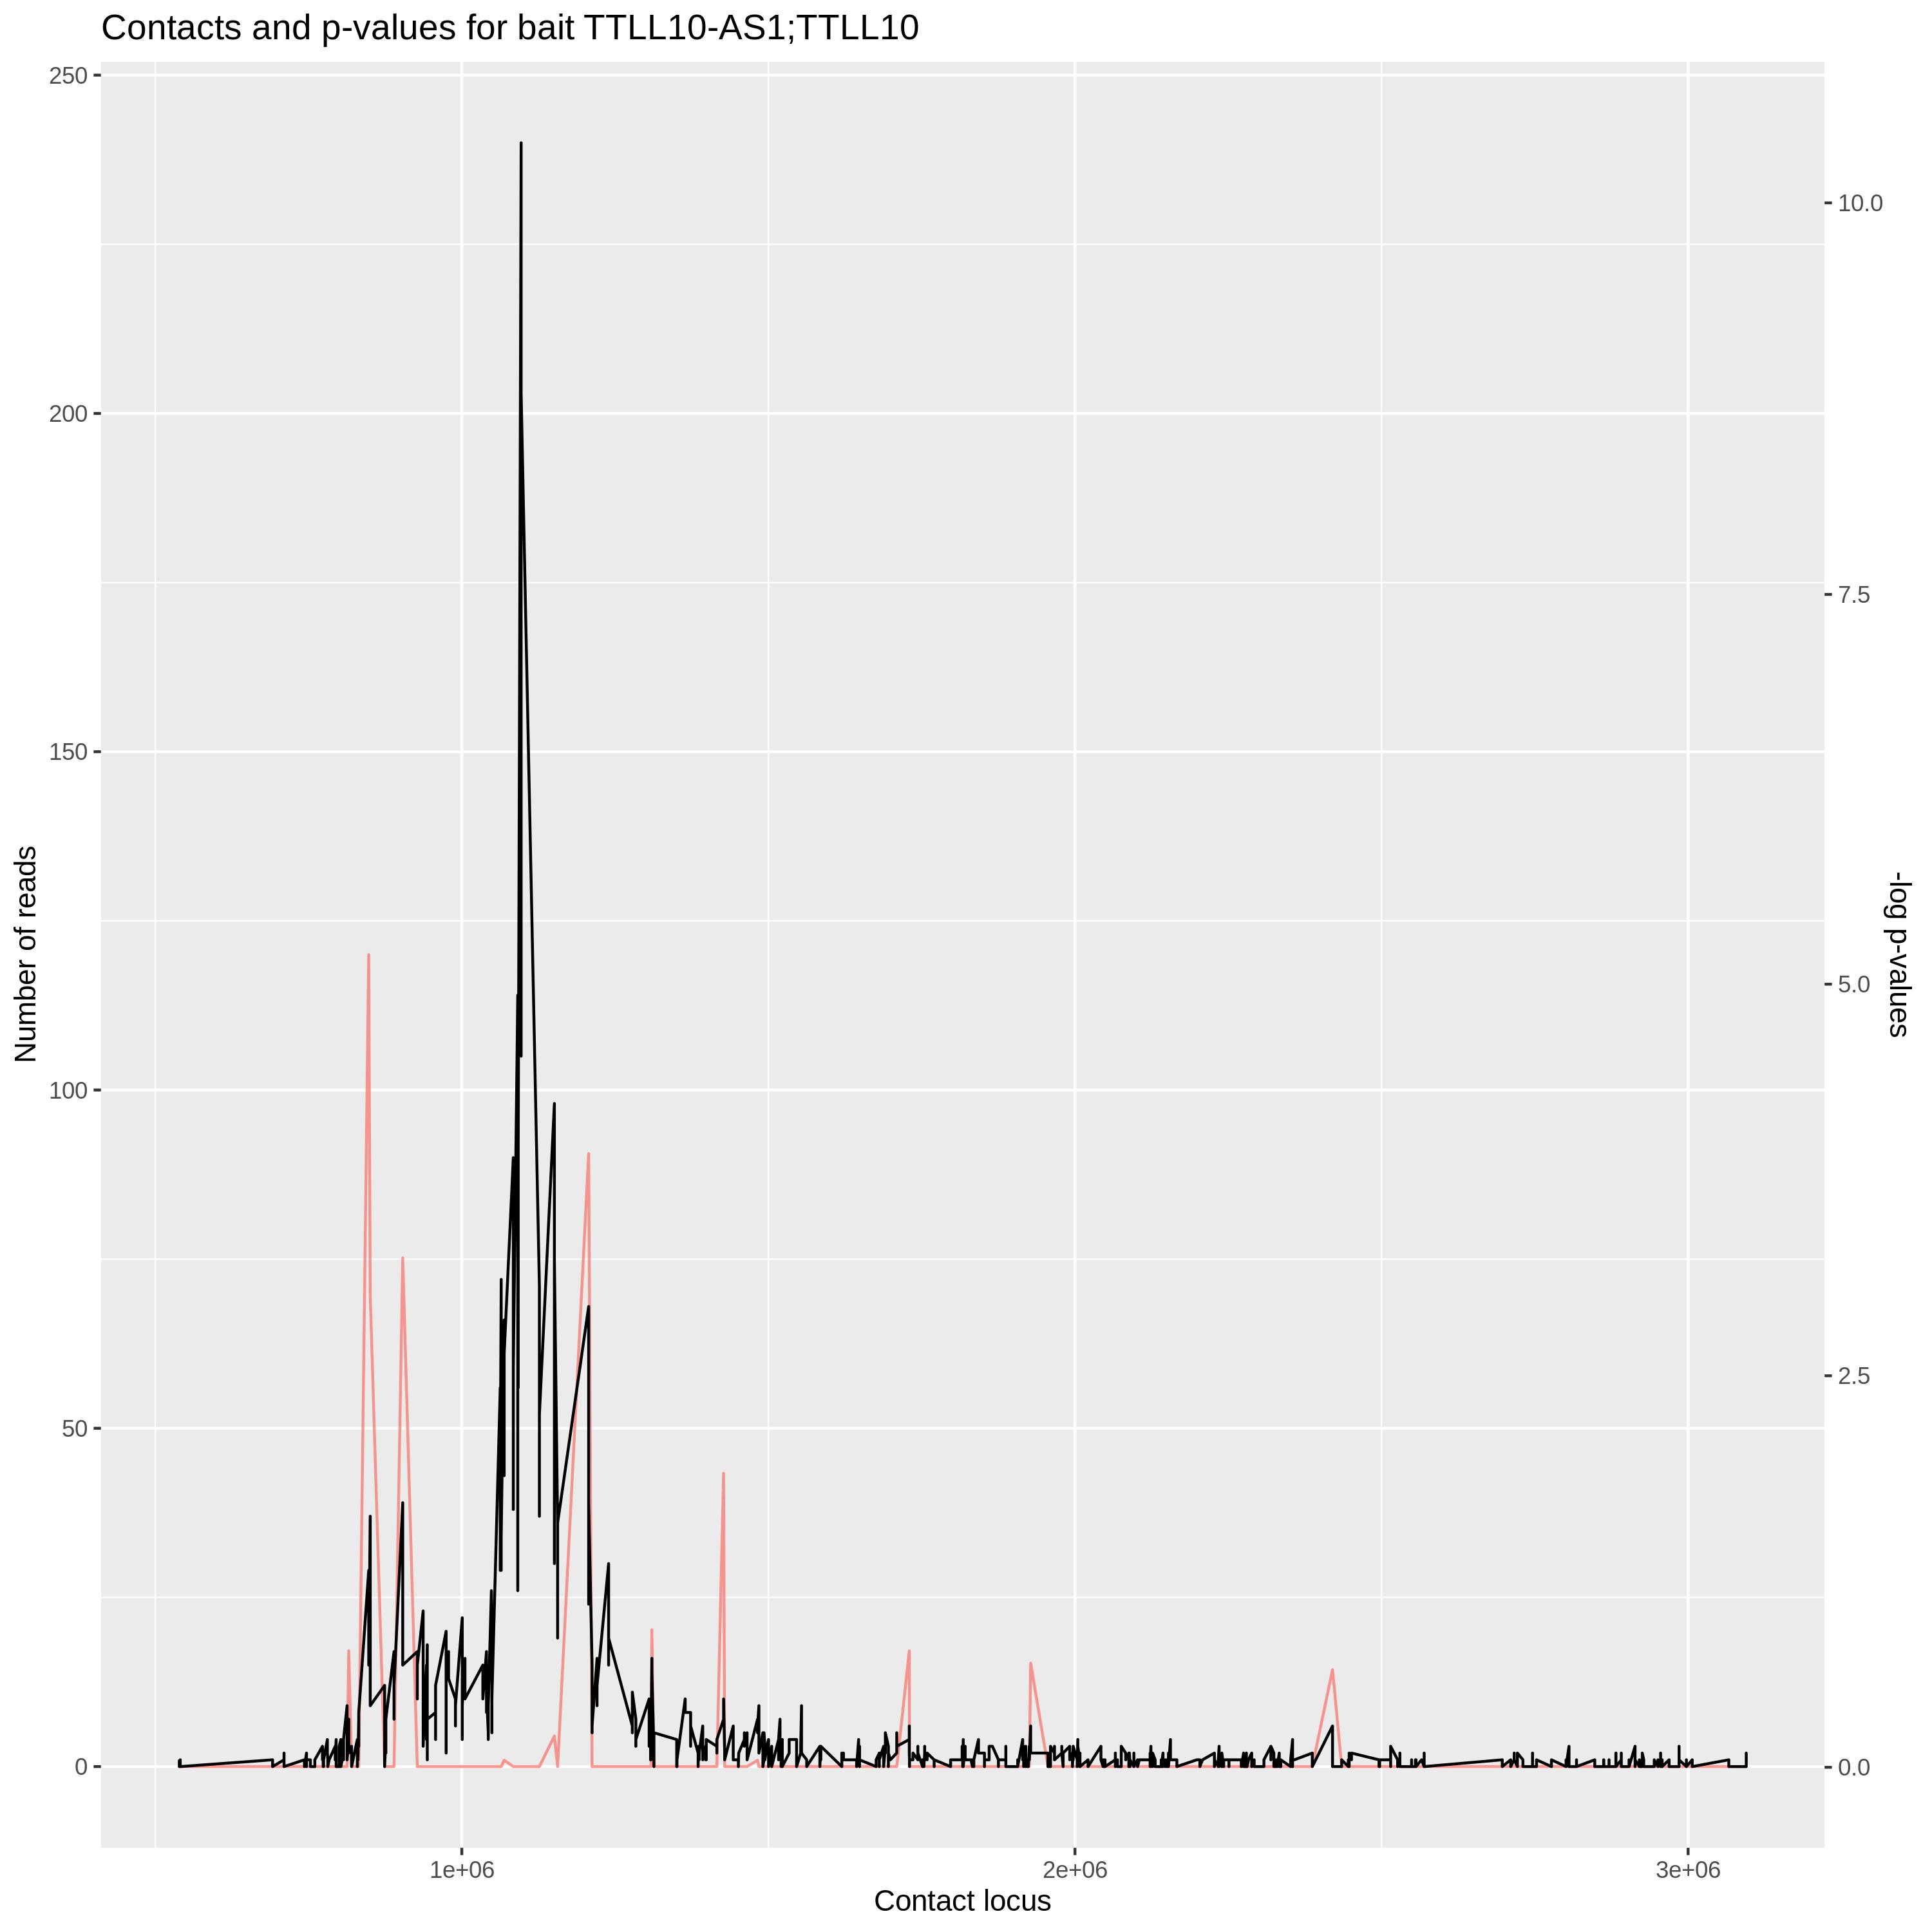 Contacts and p-values for bait TTLL10-AS1;TTLL10
250
200
150
100
50
0
Number of reads
10.0
7.5
5.0
2.5
0.0
-log p-values
1e+06
2e+06
3e+06
Contact locus